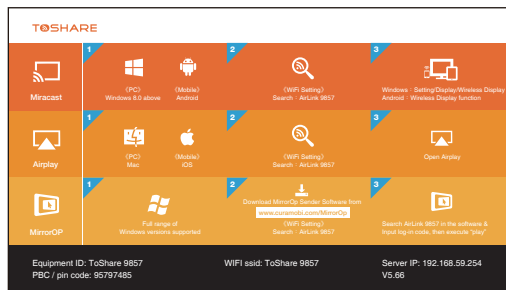 TOSHARE
Miracast
1
《PC》
Windows 8.0 above
《Mobile》
Android
2
《WiFi Setting》
Search : AirLink 9857
3
Windows : Setting/Display/Wireless Display
Android : Wireless Display function
Airplay
1
《PC》
Mac
《Mobile》
iOS
2
《WiFi Setting》
Search : AirLink 9857
3
Open Airplay
MirrorOP
1
Full range of
Windows versions supported
2
Download MirrorOp Sender Software from
www.curamobi.com/MirrorOp
《WiFi Setting》
Search : AirLink 9857
3
Search AirLink 9857 in the software &
Input log-in code, then execute "play"
Equipment ID: ToShare 9857
PBC / pin code: 95797485
WIFI ssid: ToShare 9857
Server IP: 192.168.59.254
V5.66